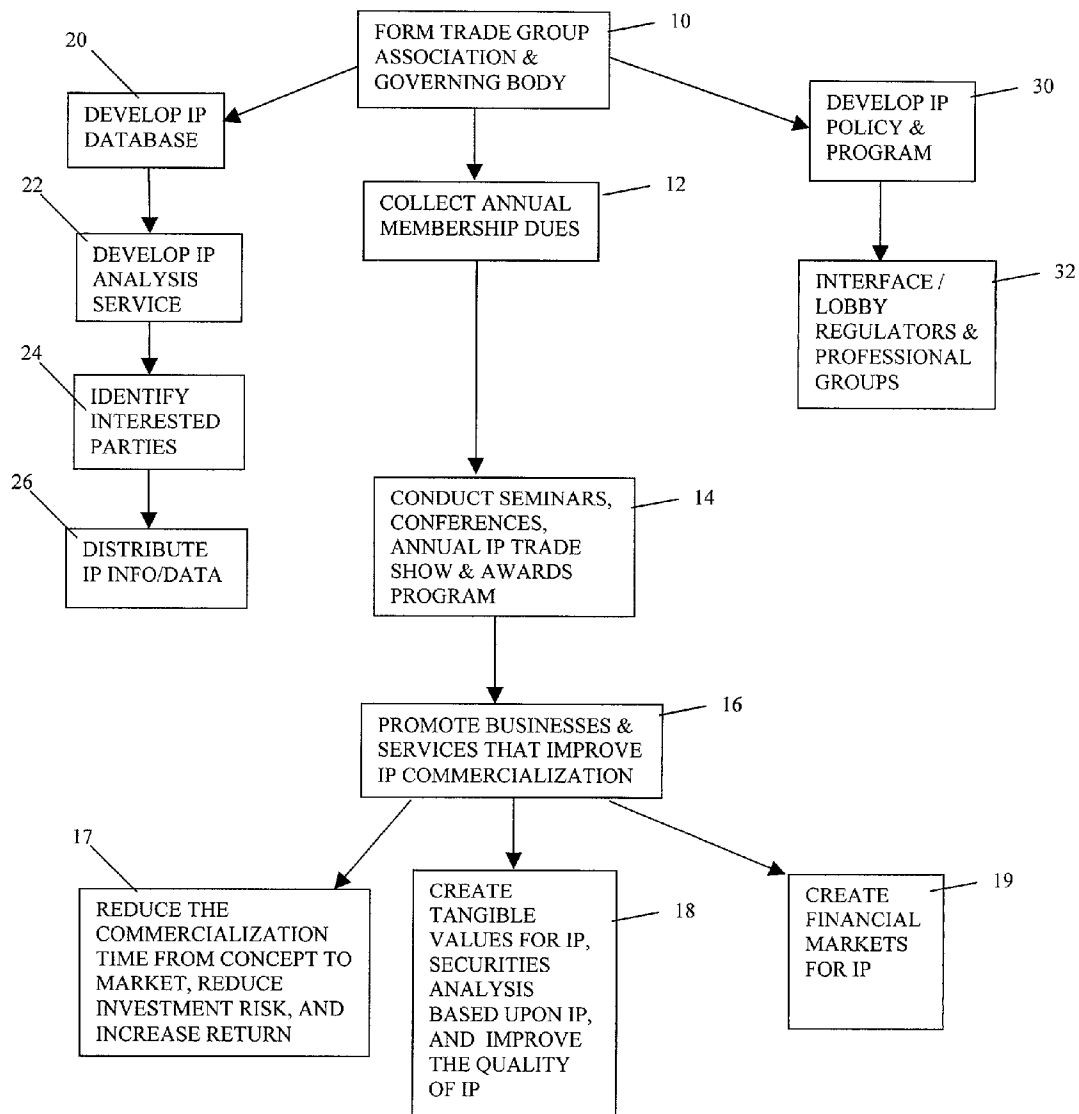 10
FORM TRADE GROUP
ASSOCIATION &
GOVERNING BODY
20
DEVELOP IP
DATABASE
30
DEVELOP IP
POLICY &
PROGRAM
22
DEVELOP IP
ANALYSIS
SERVICE
12
COLLECT ANNUAL
MEMBERSHIP DUES
32
INTERFACE /
LOBBY
REGULATORS &
PROFESSIONAL
GROUPS
24
IDENTIFY
INTERESTED
PARTIES
26
DISTRIBUTE
IP INFO/DATA
14
CONDUCT SEMINARS,
CONFERENCES,
ANNUAL IP TRADE
SHOW & AWARDS
PROGRAM
16
PROMOTE BUSINESSES &
SERVICES THAT IMPROVE
IP COMMERCIALIZATION
17
REDUCE THE
COMMERCIALIZATION
TIME FROM CONCEPT TO
MARKET, REDUCE
INVESTMENT RISK, AND
INCREASE RETURN
18
CREATE
TANGIBLE
VALUES FOR IP,
SECURITIES
ANALYSIS
BASED UPON IP,
AND IMPROVE
THE QUALITY
OF IP
19
CREATE
FINANCIAL
MARKETS
FOR IP